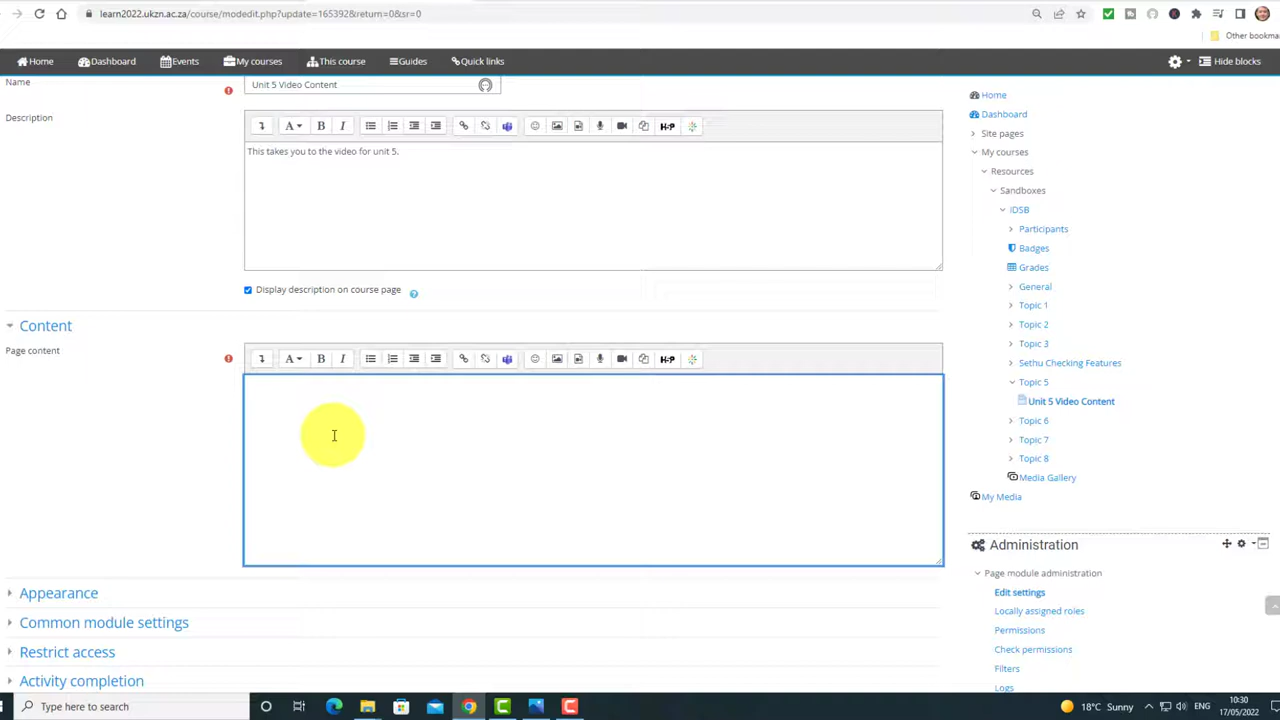 learn2022.ukzn.ac.za/course/modedit.php?update=165392&return=0&sr=0
Other bookma
Home
Dashboard
Events
My courses
This course
Guides
Quick links
Hide blocks
Name
Unit 5 Video Content
Description
A
B
I
H-P
This takes you to the video for unit 5.
Display description on course page
Content
Page content
A
B
I
H-P
Appearance
Common module settings
Restrict access
Activity completion
Home
Dashboard
Site pages
My courses
Resources
Sandboxes
IDSB
Participants
Badges
Grades
General
Topic 1
Topic 2
Topic 3
Sethu Checking Features
Topic 5
Unit 5 Video Content
Topic 6
Topic 7
Topic 8
Media Gallery
My Media
Administration
Page module administration
Edit settings
Locally assigned roles
Permissions
Check permissions
Filters
Logs
Type here to search
18°C Sunny
ENG
10:30
17/05/2022